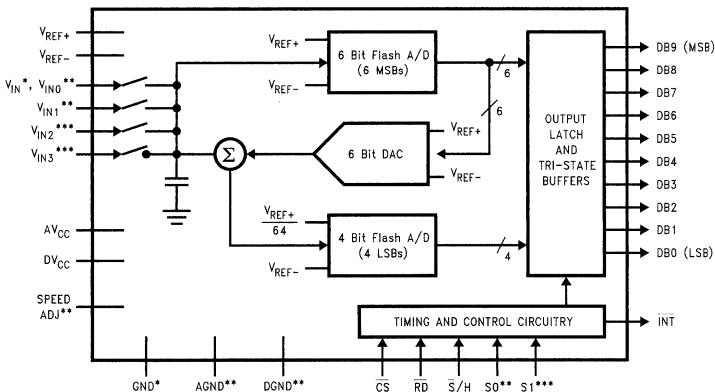 VREF+
VREF-
VIN*, VIN0**
VIN1**
VIN2***
VIN3***
AVCC
DVCC
SPEED
ADJ**
VREF+
VREF-
6 Bit Flash A/D
(6 MSBs)
6
6
Σ
6 Bit DAC
VREF+
VREF-
VREF+
64
VREF-
4 Bit Flash A/D
(4 LSBs)
4
OUTPUT
LATCH
AND
TRI-STATE
BUFFERS
DB9 (MSB)
DB8
DB7
DB6
DB5
DB4
DB3
DB2
DB1
DB0 (LSB)
TIMING AND CONTROL CIRCUITRY
INT
GND*
AGND**
DGND**
CS
RD
S/H
S0**
S1***